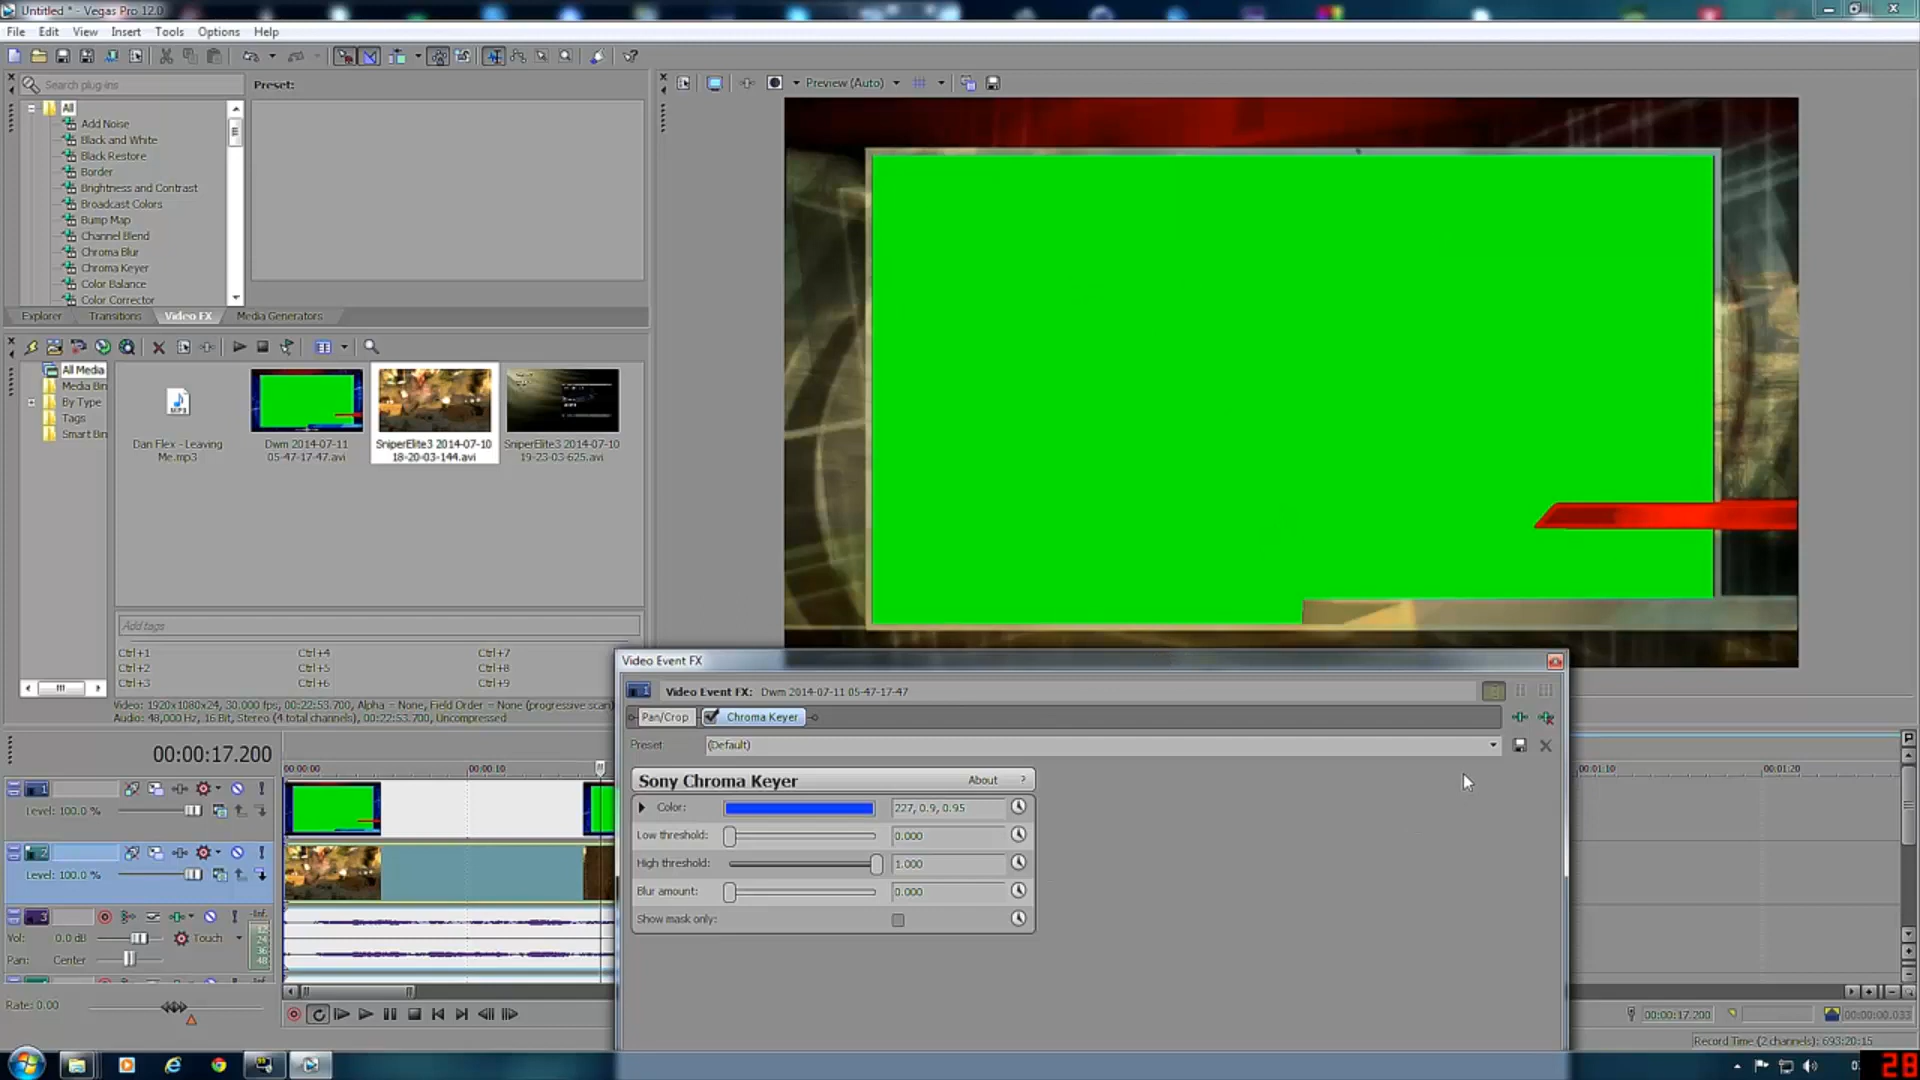 Untitled * - Vegas Pro 12.0
File Edit View Insert Tools Options Help
Search plug-ins
Preset:
All
Add Noise
Black and White
Black Restore
Border
Brightness and Contrast
Broadcast Colors
Bump Map
Channel Blend
Chroma Blur
Chroma Keyer
Color Balance
Color Corrector
Explorer Transitions Video FX Media Generators
Preview (Auto)
All Media
Media Bin
By Type
Tags
Smart Bin
Dan Flex - Leaving Me.mp3
Dwm 2014-07-11 05-47-17-47.avi
SniperElite3 2014-07-10 18-20-03-144.avi
SniperElite3 2014-07-10 19-23-03-625.avi
Add tags
Ctrl+1 Ctrl+4 Ctrl+7
Ctrl+2 Ctrl+5 Ctrl+8
Ctrl+3 Ctrl+6 Ctrl+9
Video: 1920x1080x24, 30.000 fps, 00:22:53.700, Alpha = None, Field Order = None (progressive scan)
Audio: 48,000 Hz, 16 Bit, Stereo (4 total channels), 00:22:53.700, Uncompressed
Video Event FX
Video Event FX: Dwm 2014-07-11 05-47-17-47
Pan/Crop Chroma Keyer
Preset (Default)
Sony Chroma Keyer About ?
Color: 227, 0.9, 0.95
Low threshold: 0.000
High threshold: 1.000
Blur amount: 0.000
Show mask only:
00:00:17.200
00:00:00 00:00:10 00:01:10 00:01:20
1
Level: 100.0 %
2
Level: 100.0 %
3
Vol: 0.0 dB Touch
Pan: Center
-Inf.
12
24
36
48
Rate: 0.00
00:00:17.200 00:00:00.033
Record Time (2 channels): 693:20:15
28